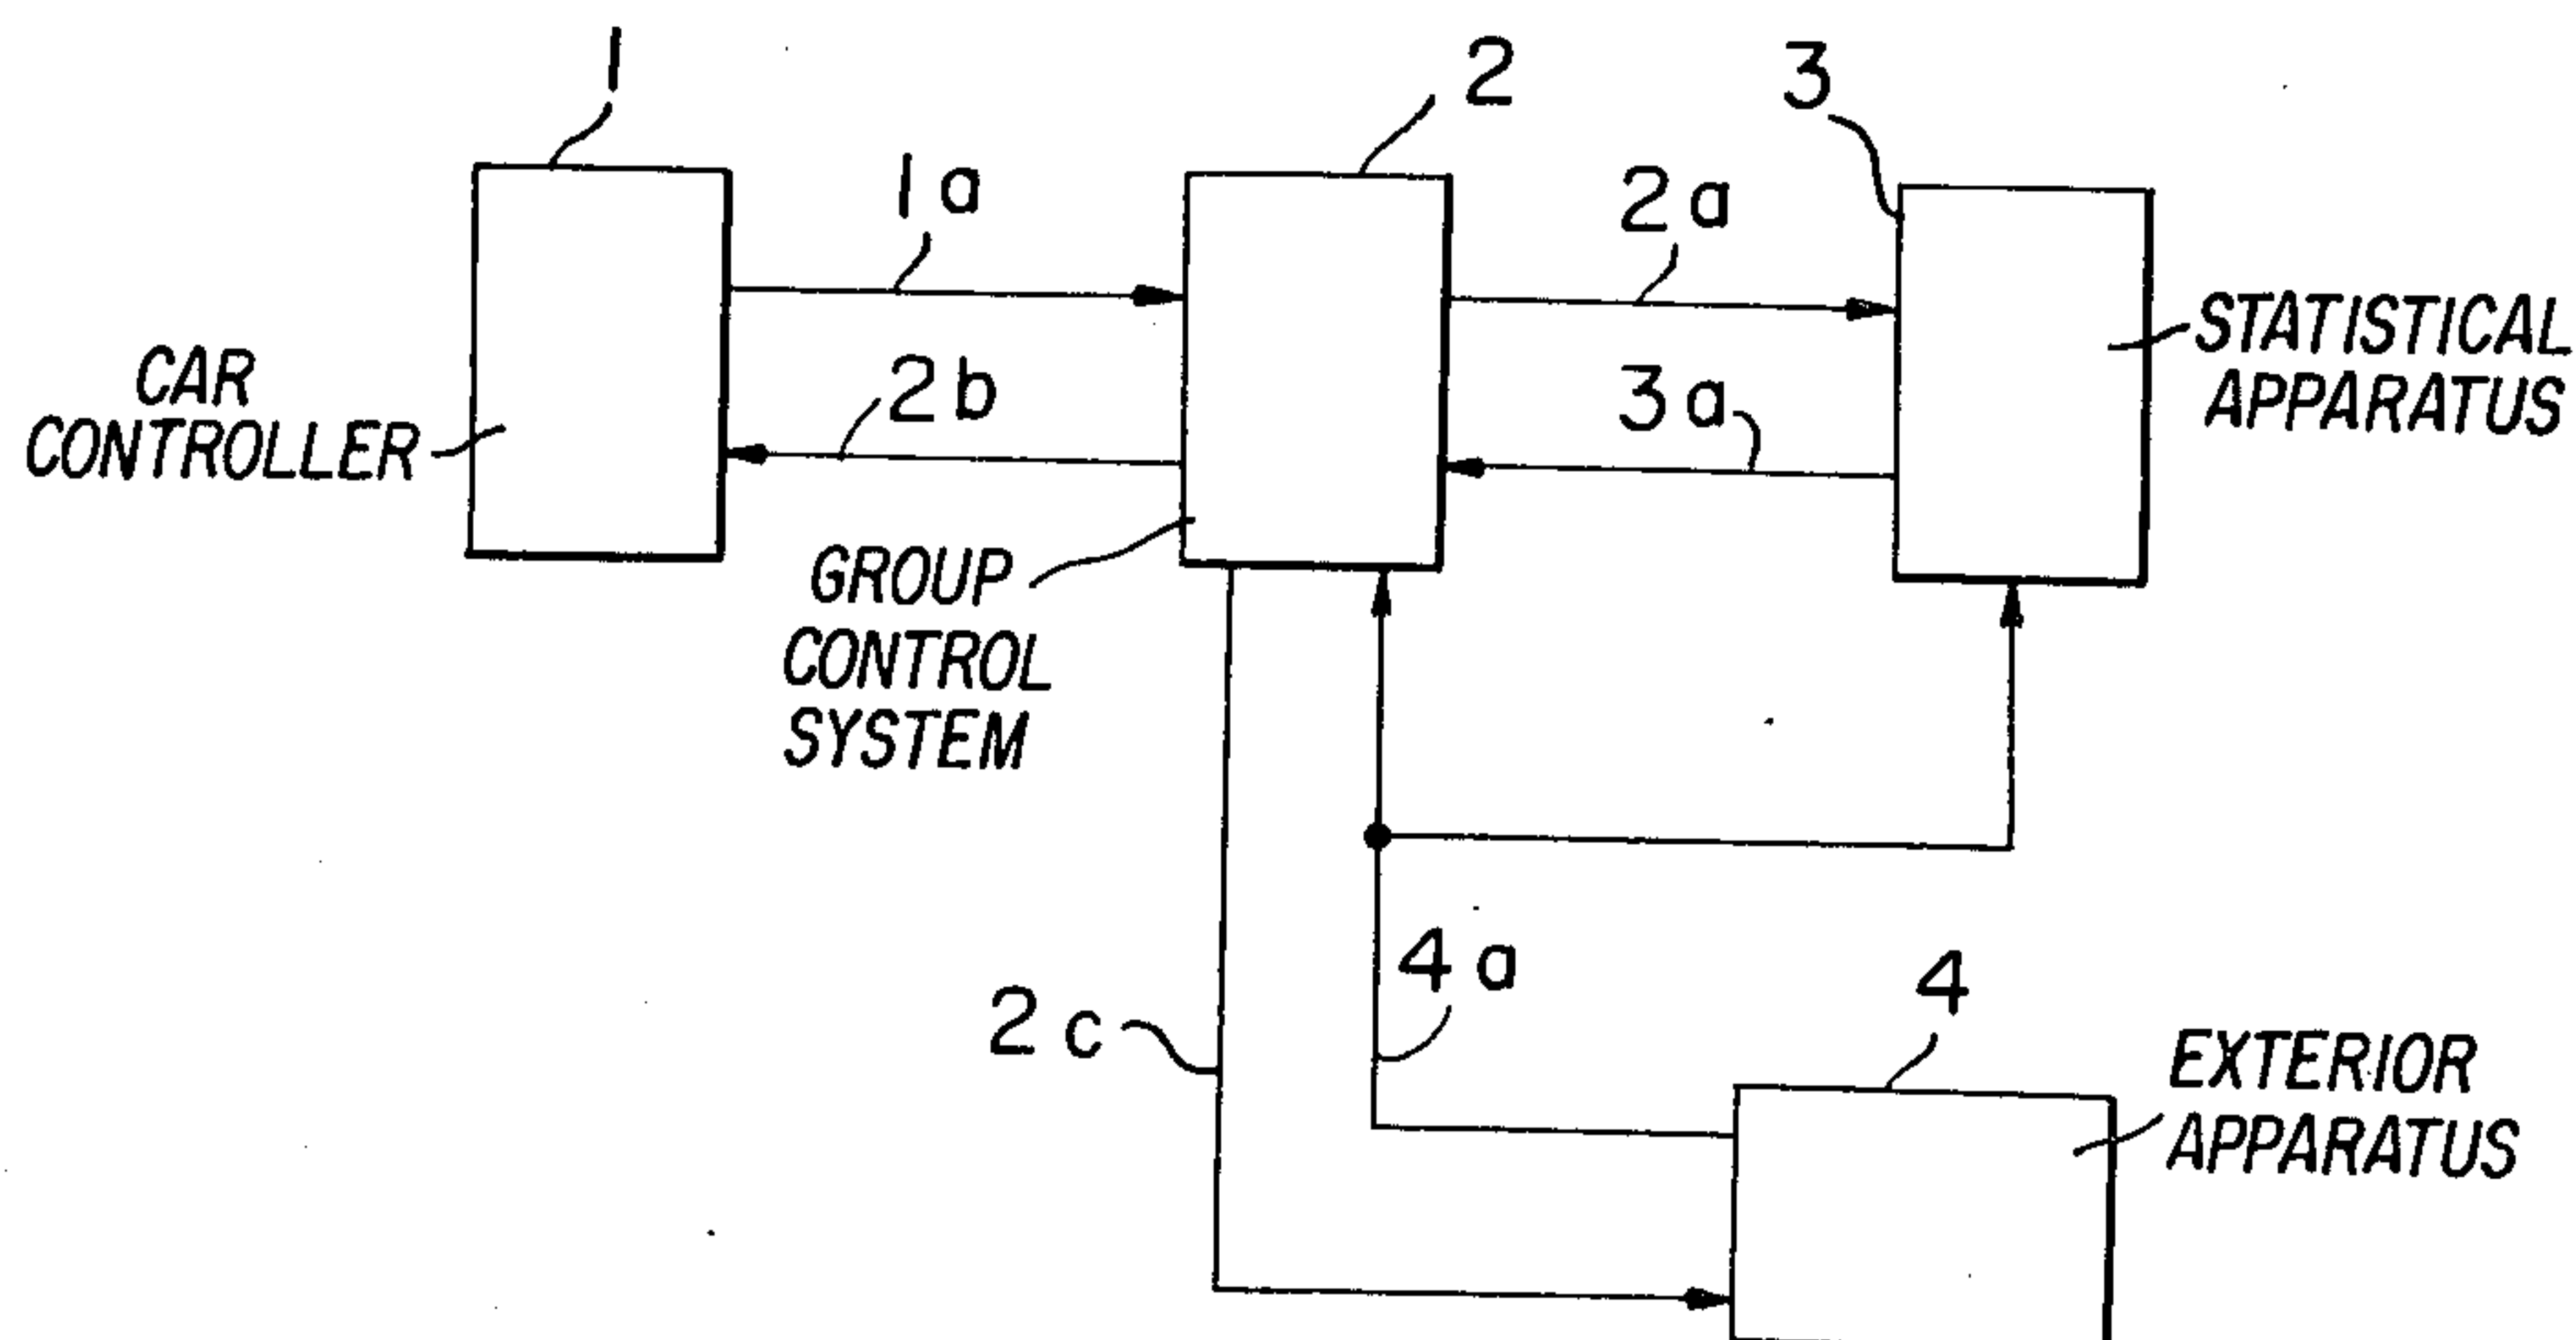 1
2
3
1a
2a
CAR
CONTROLLER
2b
3a
STATISTICAL
APPARATUS
GROUP
CONTROL
SYSTEM
2c
4a
4
EXTERIOR
APPARATUS